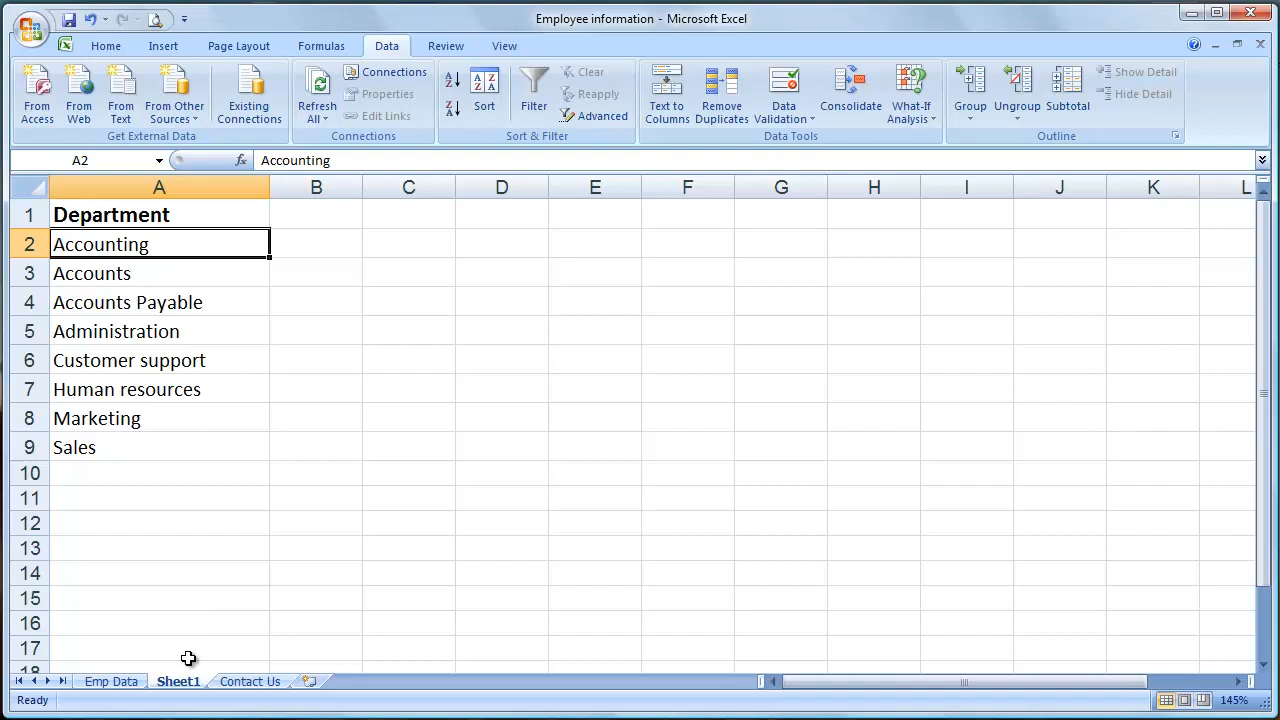 Employee information - Microsoft Excel
Home Insert Page Layout Formulas Data Review View
From Access
From Web
From Text
From Other Sources
Existing Connections
Get External Data
Refresh All
Connections
Properties
Edit Links
Connections
Sort
Filter
Clear
Reapply
Advanced
Sort & Filter
Text to Columns
Remove Duplicates
Data Validation
Consolidate
What-If Analysis
Data Tools
Group
Ungroup
Subtotal
Show Detail
Hide Detail
Outline
A2 fx Accounting
A B C D E F G H I J K L
1 Department
2 Accounting
3 Accounts
4 Accounts Payable
5 Administration
6 Customer support
7 Human resources
8 Marketing
9 Sales
10
11
12
13
14
15
16
17
18
Emp Data Sheet1 Contact Us
Ready 145%